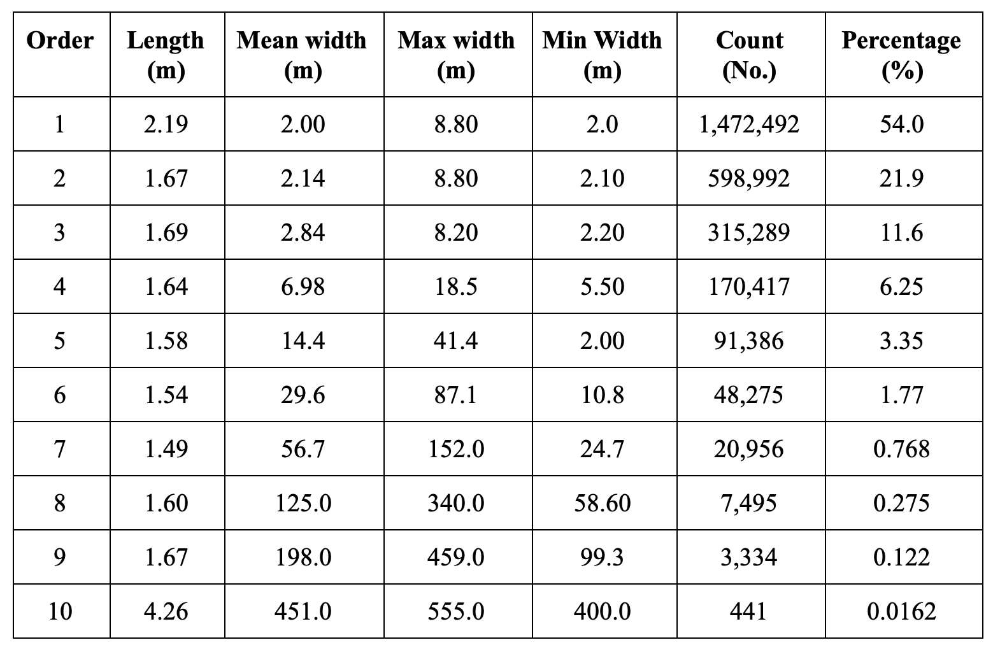 Order Length Mean width Max width Min Width Count Percentage
(m) (m) (m) (m) (No.) (%)
1 2.19 2.00 8.80 2.0 1,472,492 54.0
2 1.67 2.14 8.80 2.10 598,992 21.9
3 1.69 2.84 8.20 2.20 315,289 11.6
4 1.64 6.98 18.5 5.50 170,417 6.25
5 1.58 14.4 41.4 2.00 91,386 3.35
6 1.54 29.6 87.1 10.8 48,275 1.77
7 1.49 56.7 152.0 24.7 20,956 0.768
8 1.60 125.0 340.0 58.60 7,495 0.275
9 1.67 198.0 459.0 99.3 3,334 0.122
10 4.26 451.0 555.0 400.0 441 0.0162